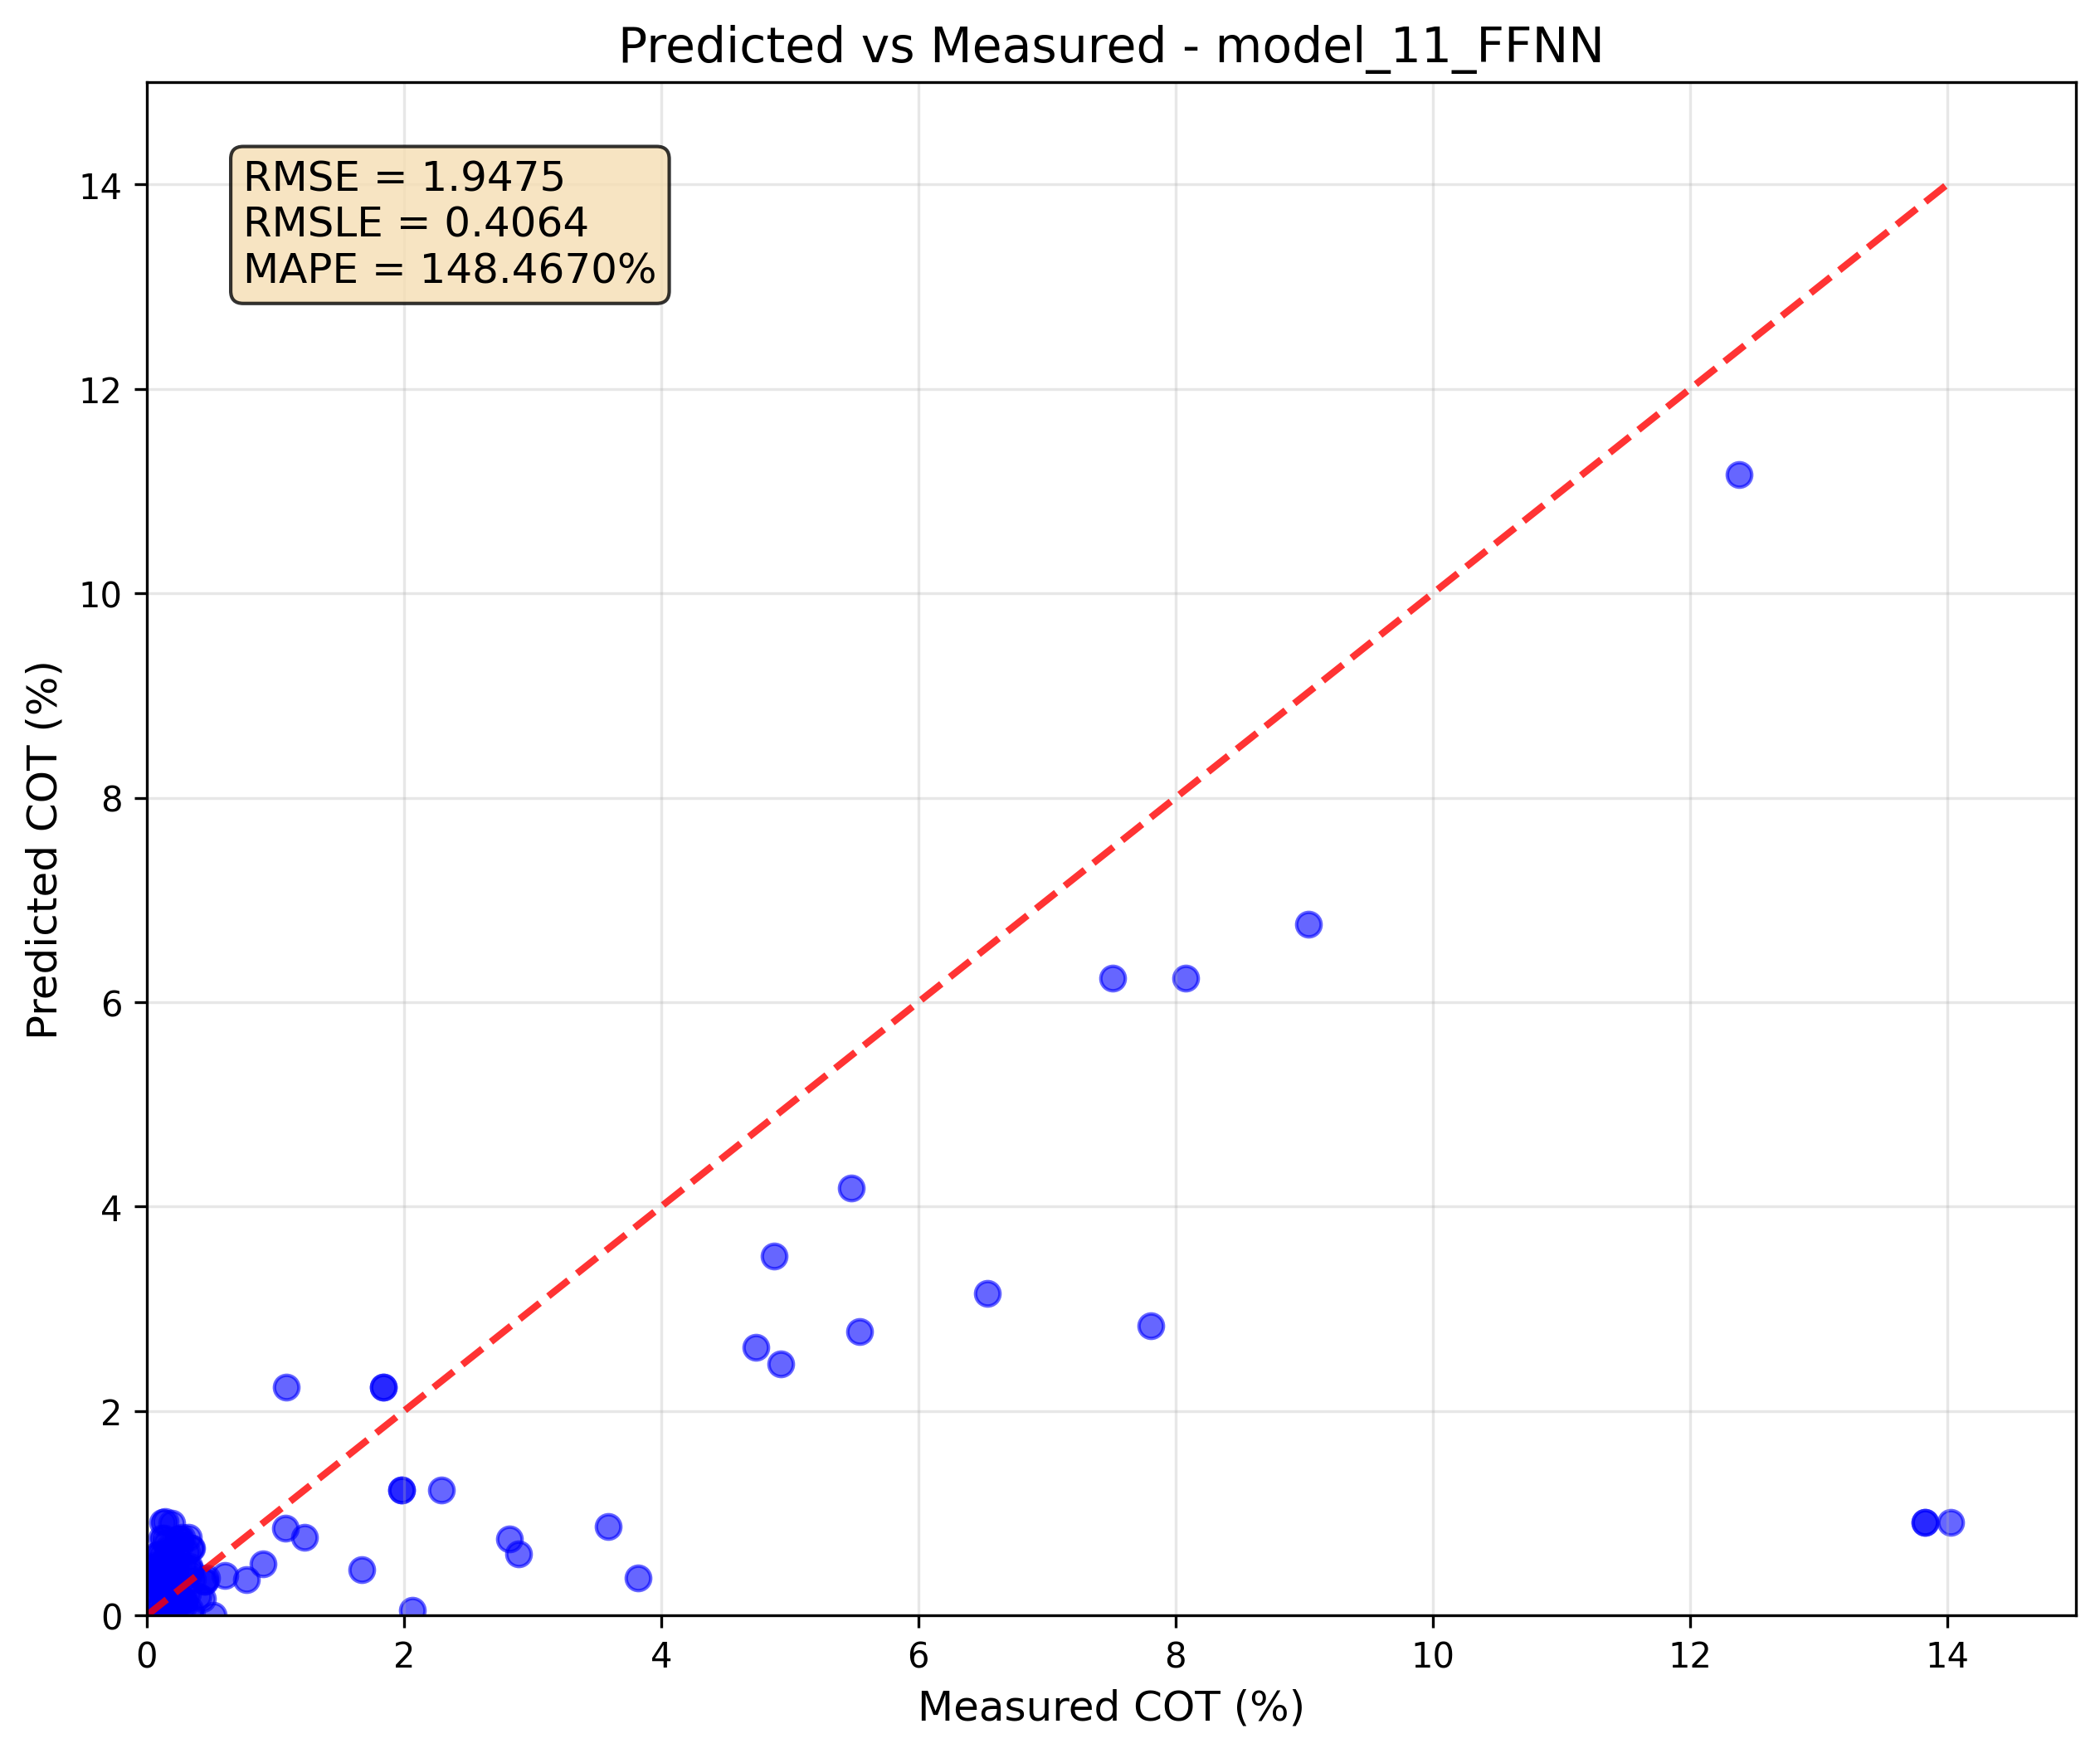 Predicted vs Measured - model_11_FFNN
RMSE = 1.9475
RMSLE = 0.4064
MAPE = 148.4670%
Predicted COT (%)
14
12
10
8
6
4
2
0
0 2 4 6 8 10 12 14
Measured COT (%)